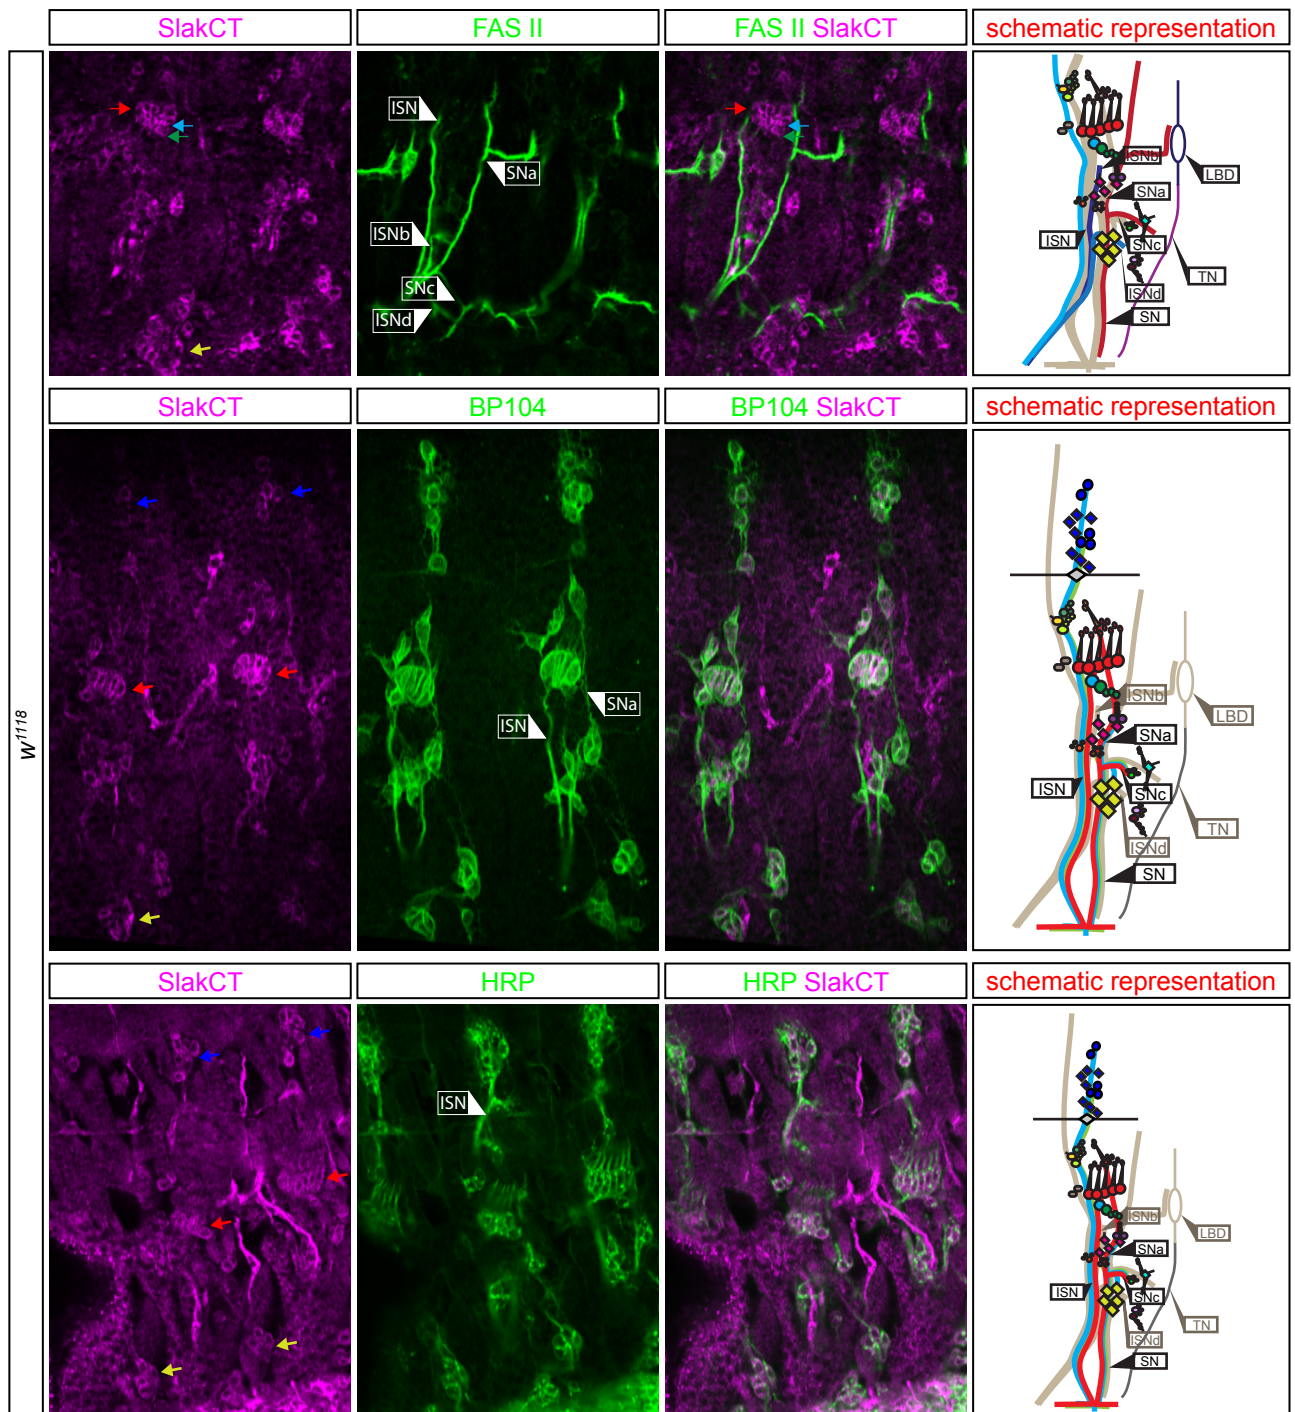 SlakCT
FAS II
FAS II SlakCT
schematic representation
ISN
SNa
ISNb
SNc
ISNd
ISNb
LBD
SNa
ISN
SNc
TN
ISNd
SN
SlakCT
BP104
BP104 SlakCT
schematic representation
w1118
SNa
ISN
ISNb
LBD
SNa
ISN
SNc
TN
ISNd
SN
SlakCT
HRP
HRP SlakCT
schematic representation
ISN
ISNb
LBD
SNa
ISN
SNc
TN
ISNd
SN